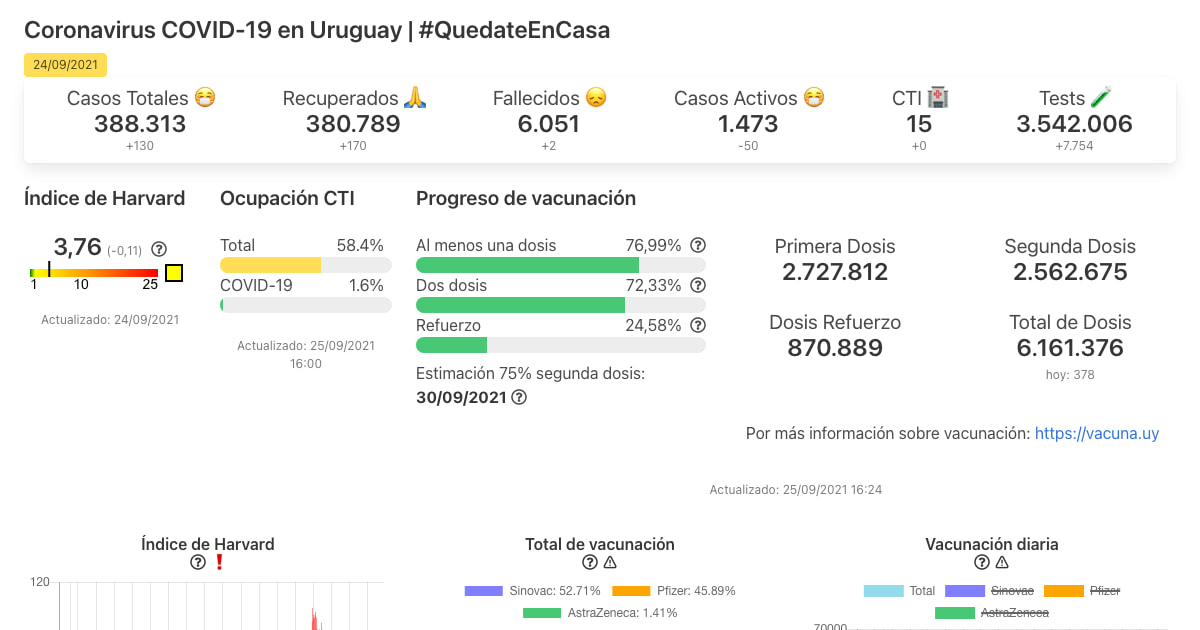 Coronavirus COVID-19 en Uruguay | #QuedateEnCasa
24/09/2021
Casos Totales
388.313
+130
Recuperados
380.789
+170
Fallecidos
6.051
+2
Casos Activos
1.473
-50
CTI
15
+0
Tests
3.542.006
+7.754
Índice de Harvard
3,76 (-0,11)
1 10 25
Actualizado: 24/09/2021
Ocupación CTI
Total 58.4%
COVID-19 1.6%
Actualizado: 25/09/2021
16:00
Progreso de vacunación
Al menos una dosis 76,99%
Dos dosis 72,33%
Refuerzo 24,58%
Estimación 75% segunda dosis:
30/09/2021
Primera Dosis
2.727.812
Segunda Dosis
2.562.675
Dosis Refuerzo
870.889
Total de Dosis
6.161.376
hoy: 378
Por más información sobre vacunación: https://vacuna.uy
Actualizado: 25/09/2021 16:24
Índice de Harvard
120
Total de vacunación
Sinovac: 52.71% Pfizer: 45.89%
AstraZeneca: 1.41%
Vacunación diaria
Total Sinovac Pfizer
AstraZeneca
70000